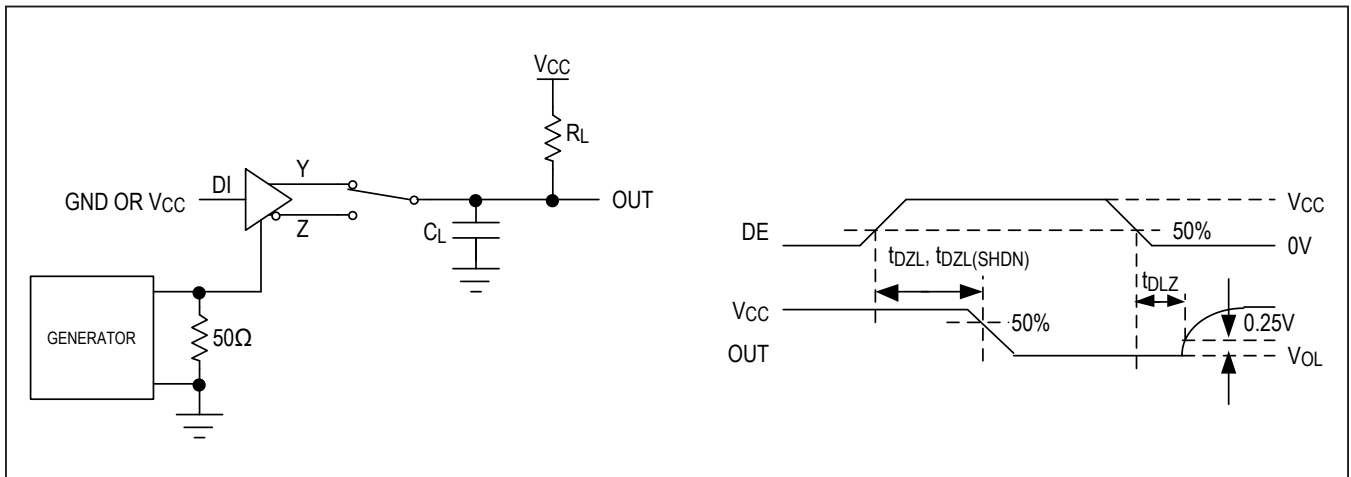 VCC
RL
Y
DI
GND OR VCC
OUT
Z
CL
GENERATOR
50Ω
DE
VCC
50%
0V
tDZL, tDZL(SHDN)
tDLZ
VCC
50%
0.25V
OUT
VOL